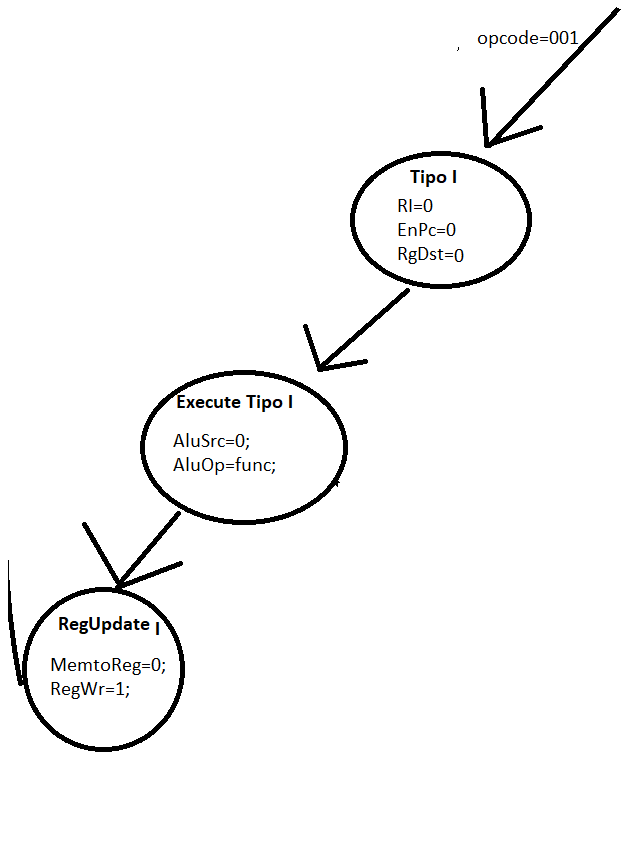 , opcode=001
Tipo I
RI=0
EnPc=0
RgDst=0
Execute Tipo I
AluSrc=0;
AluOp=func;
RegUpdate I
MemtoReg=0;
RegWr=1;